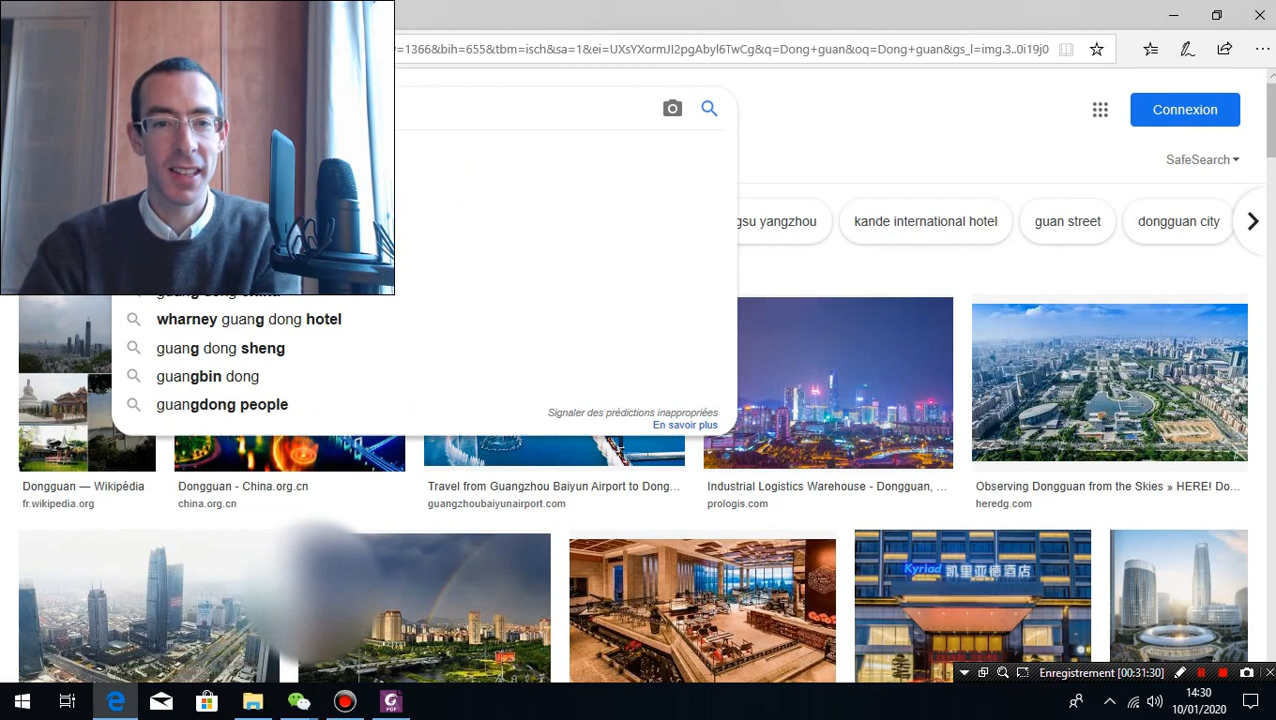 =1366&bih=655&tbm=isch&sa=1&ei=UXsYXormJI2pgAbyl6TwCg&q=Dong+guan&oq=Dong+guan&gs_l=img.3..0i19j0
Connexion
SafeSearch
gsu yangzhou
kande international hotel
guan street
dongguan city
guang dong china
wharney guang dong hotel
guang dong sheng
guangbin dong
guangdong people
Signaler des prédictions inappropriées
En savoir plus
Dongguan — Wikipédia
fr.wikipedia.org
Dongguan - China.org.cn
china.org.cn
Travel from Guangzhou Baiyun Airport to Dong...
guangzhoubaiyunairport.com
Industrial Logistics Warehouse - Dongguan, ...
prologis.com
Observing Dongguan from the Skies » HERE! Do...
heredg.com
Kyriad 凯里亚德酒店
Enregistrement [00:31:30]
PDF
14:30
10/01/2020